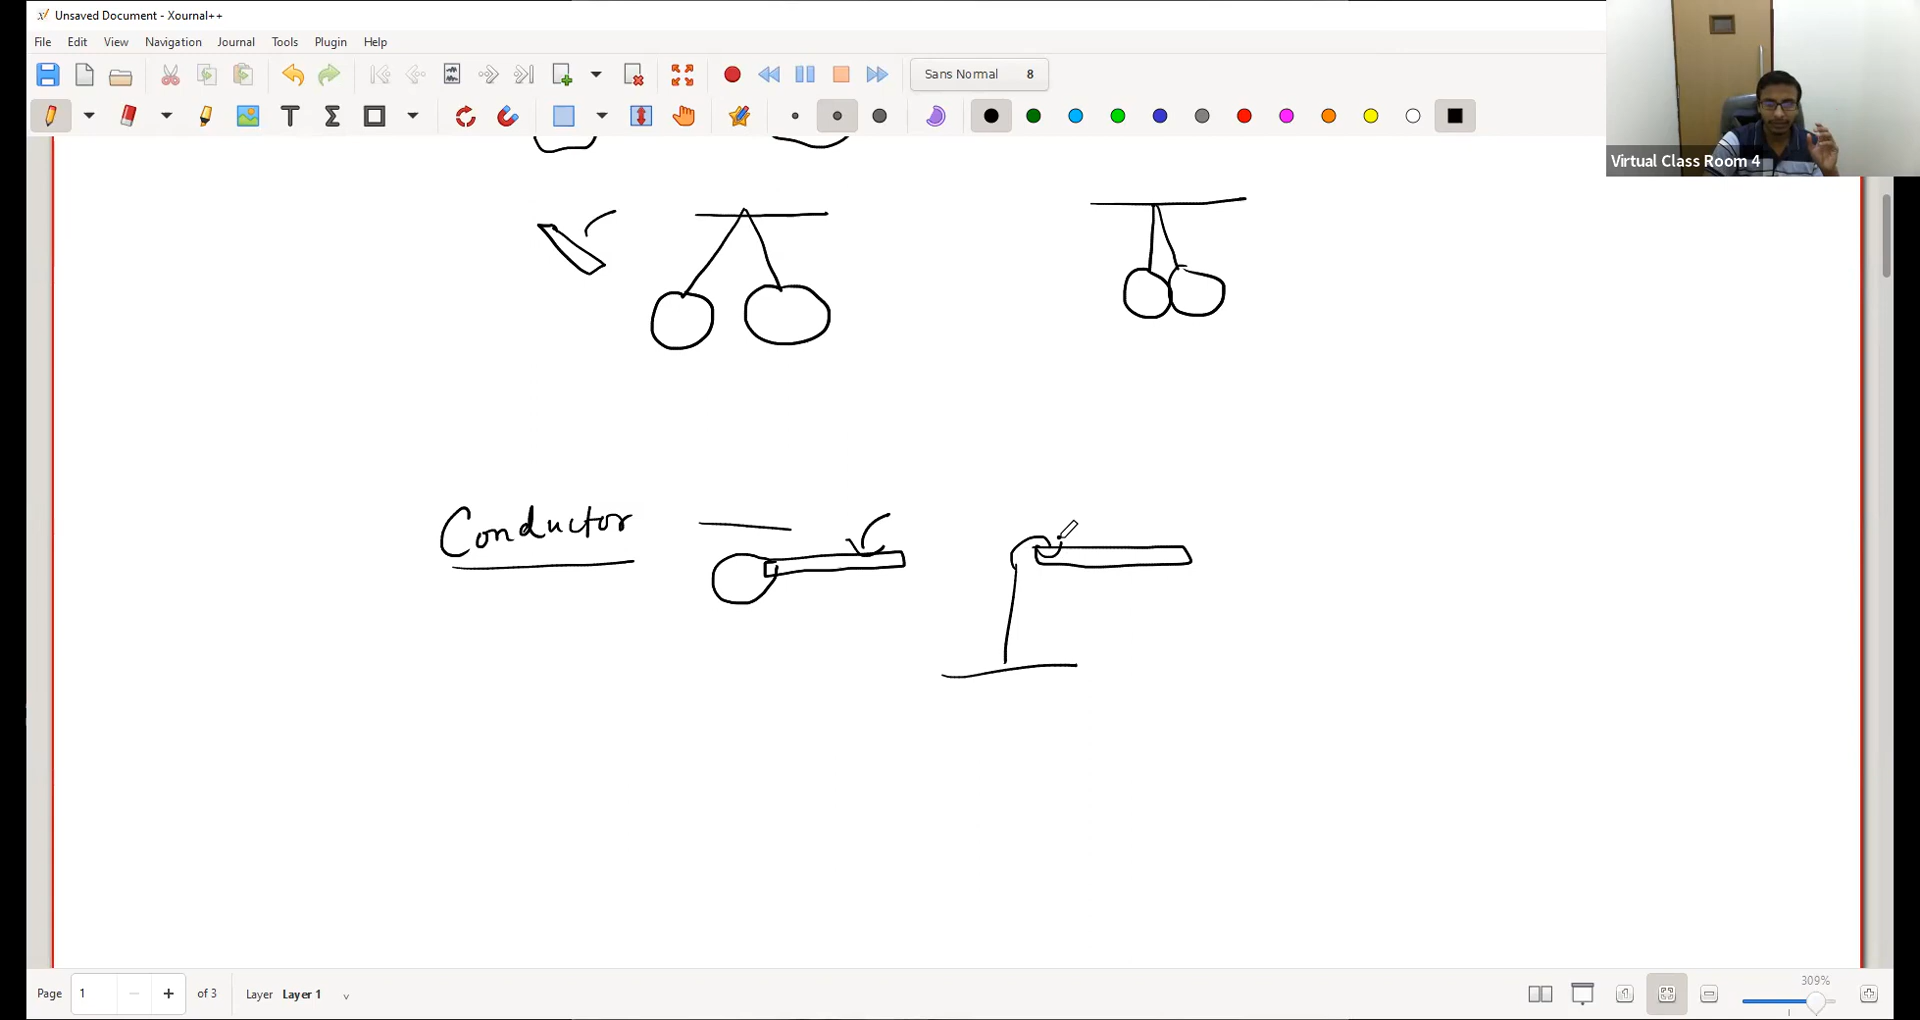 Unsaved Document - Xournal++
File Edit View Navigation Journal Tools Plugin Help
Sans Normal 8
Virtual Class Room 4
Conductor
Page 1 of 3 Layer Layer 1
309%